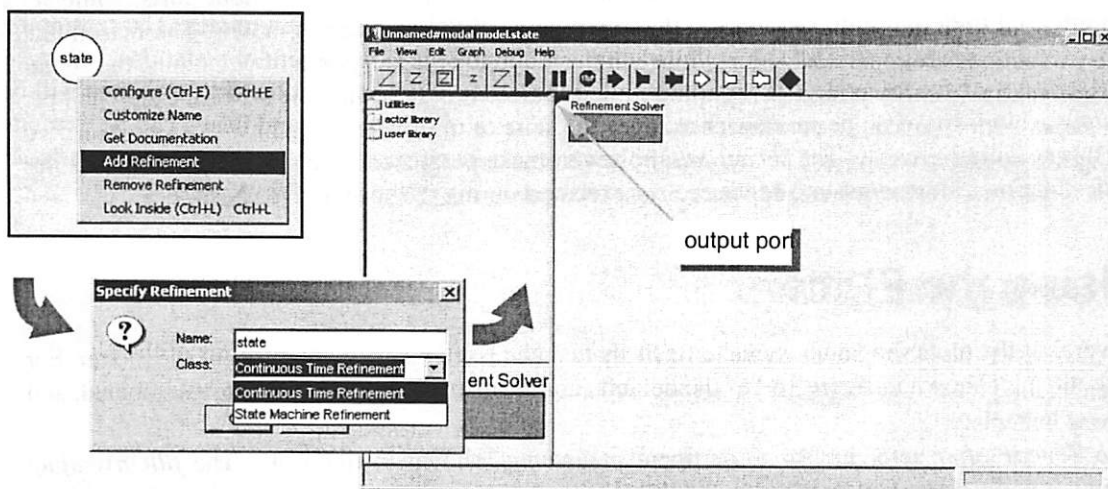 state
Configure (Ctrl-E) Ctrl+E
Customize Name
Get Documentation
Add Refinement
Remove Refinement
Look Inside (Ctrl+L) Ctrl+L
Unnamed#modal model.state
File View Edit Graph Debug Help
utilities
actor library
user library
Refinement Solver
output port
Specify Refinement
?
Name: state
Class: Continuous Time Refinement
Continuous Time Refinement
State Machine Refinement
ent Solver